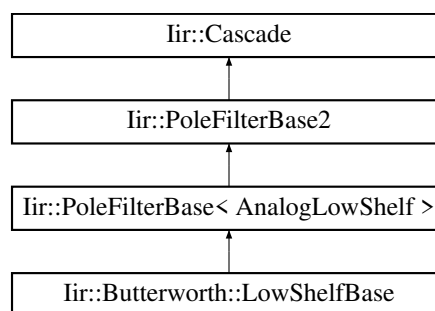 Iir::Cascade
Iir::PoleFilterBase2
Iir::PoleFilterBase< AnalogLowShelf >
Iir::Butterworth::LowShelfBase